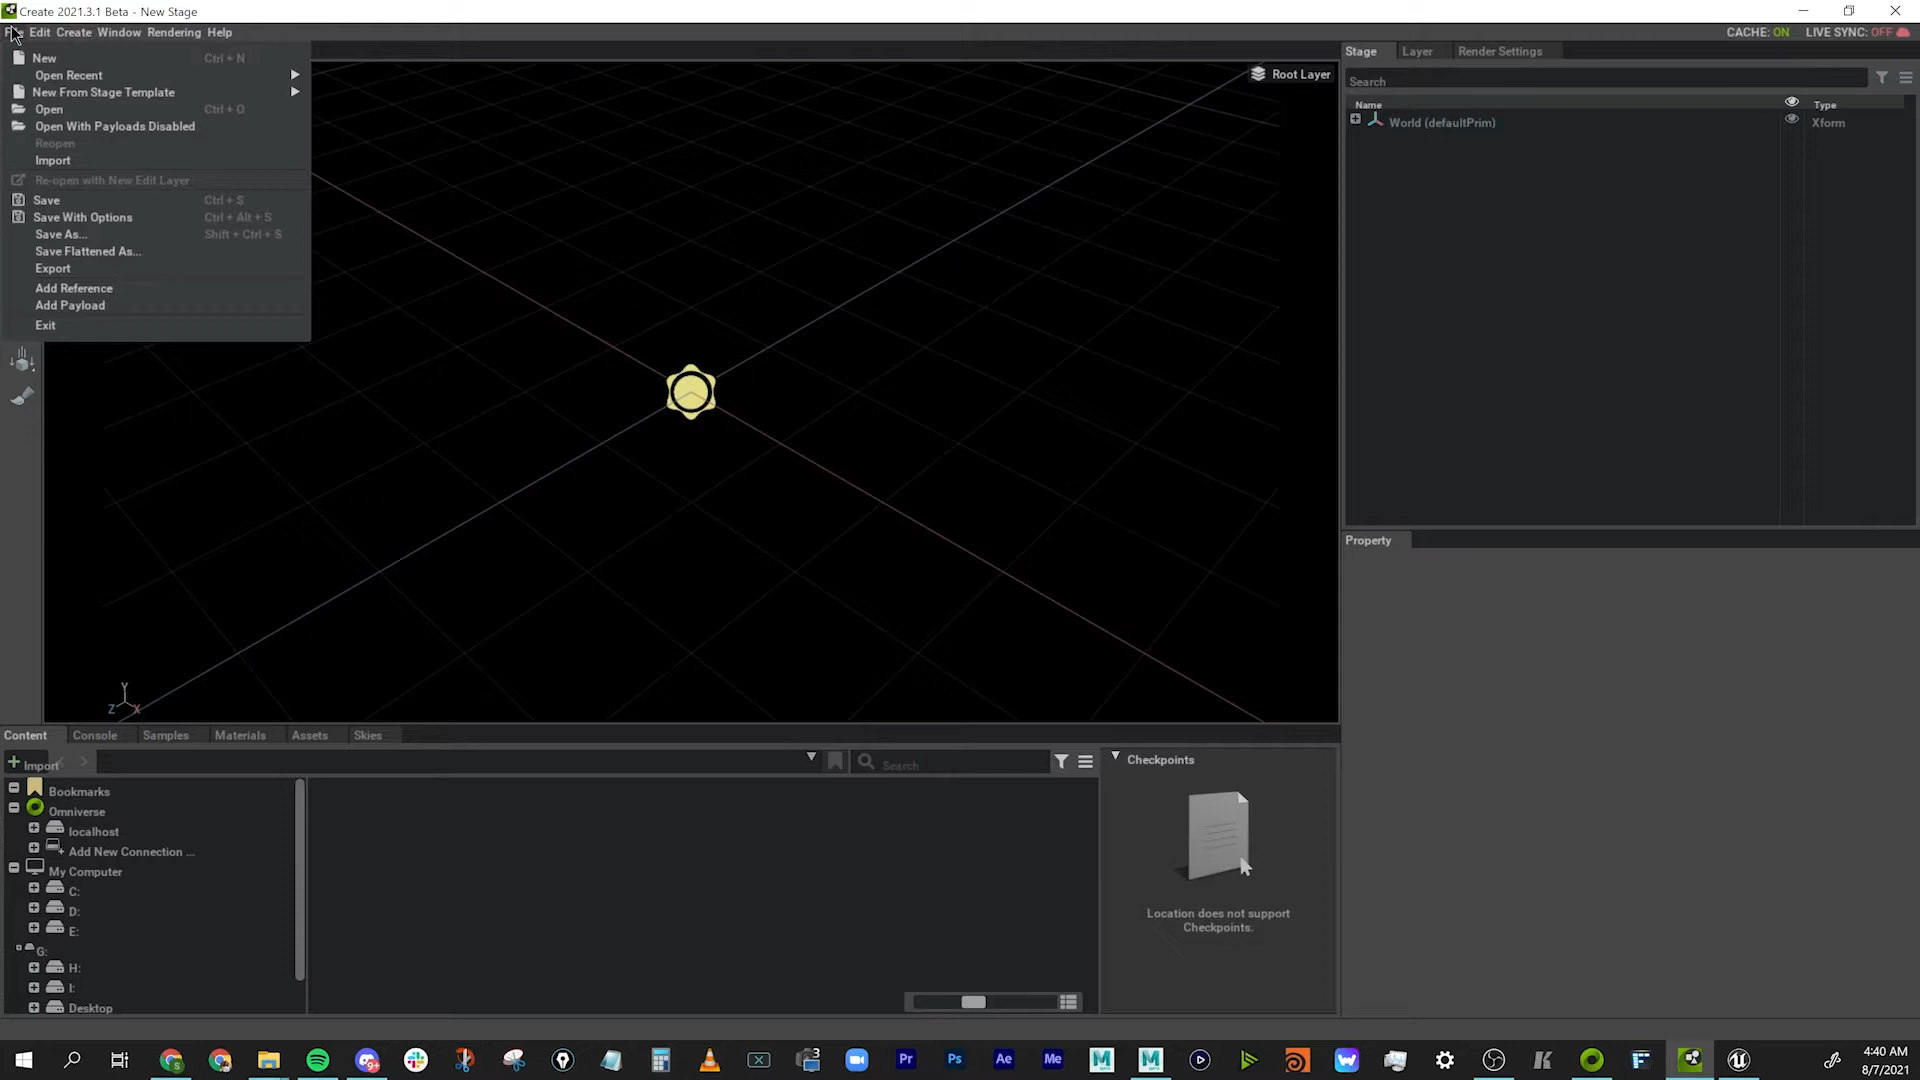 Create 2021.3.1 Beta - New Stage
Edit Create Window Rendering Help
CACHE: ON LIVE SYNC: OFF
New Ctrl + N
Open Recent
New From Stage Template
Open Ctrl + O
Open With Payloads Disabled
Reopen
Import
Re-open with New Edit Layer
Save Ctrl + S
Save With Options Ctrl + Alt + S
Save As... Shift + Ctrl + S
Save Flattened As...
Export
Add Reference
Add Payload
Exit
Root Layer
Y
Z X
Stage Layer Render Settings
Search
Name Type
World (defaultPrim) Xform
Property
Content Console Samples Materials Assets Skies
Import
Search
Bookmarks
Omniverse
localhost
Add New Connection ...
My Computer
C:
D:
E:
G:
H:
I:
Desktop
Checkpoints
Location does not support
Checkpoints.
Pr Ps Ae Me
4:40 AM
8/7/2021